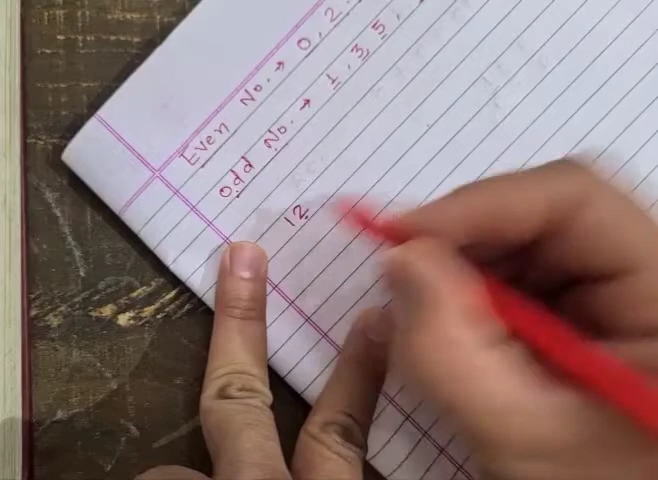 Even No. → 0, 2
Odd No. → 1, 3, 5,
12